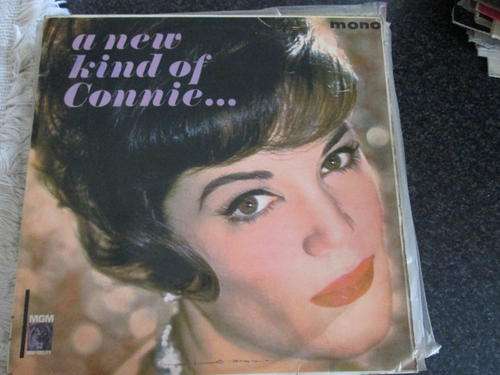 mono
a new
kind of
Connie...
MGM